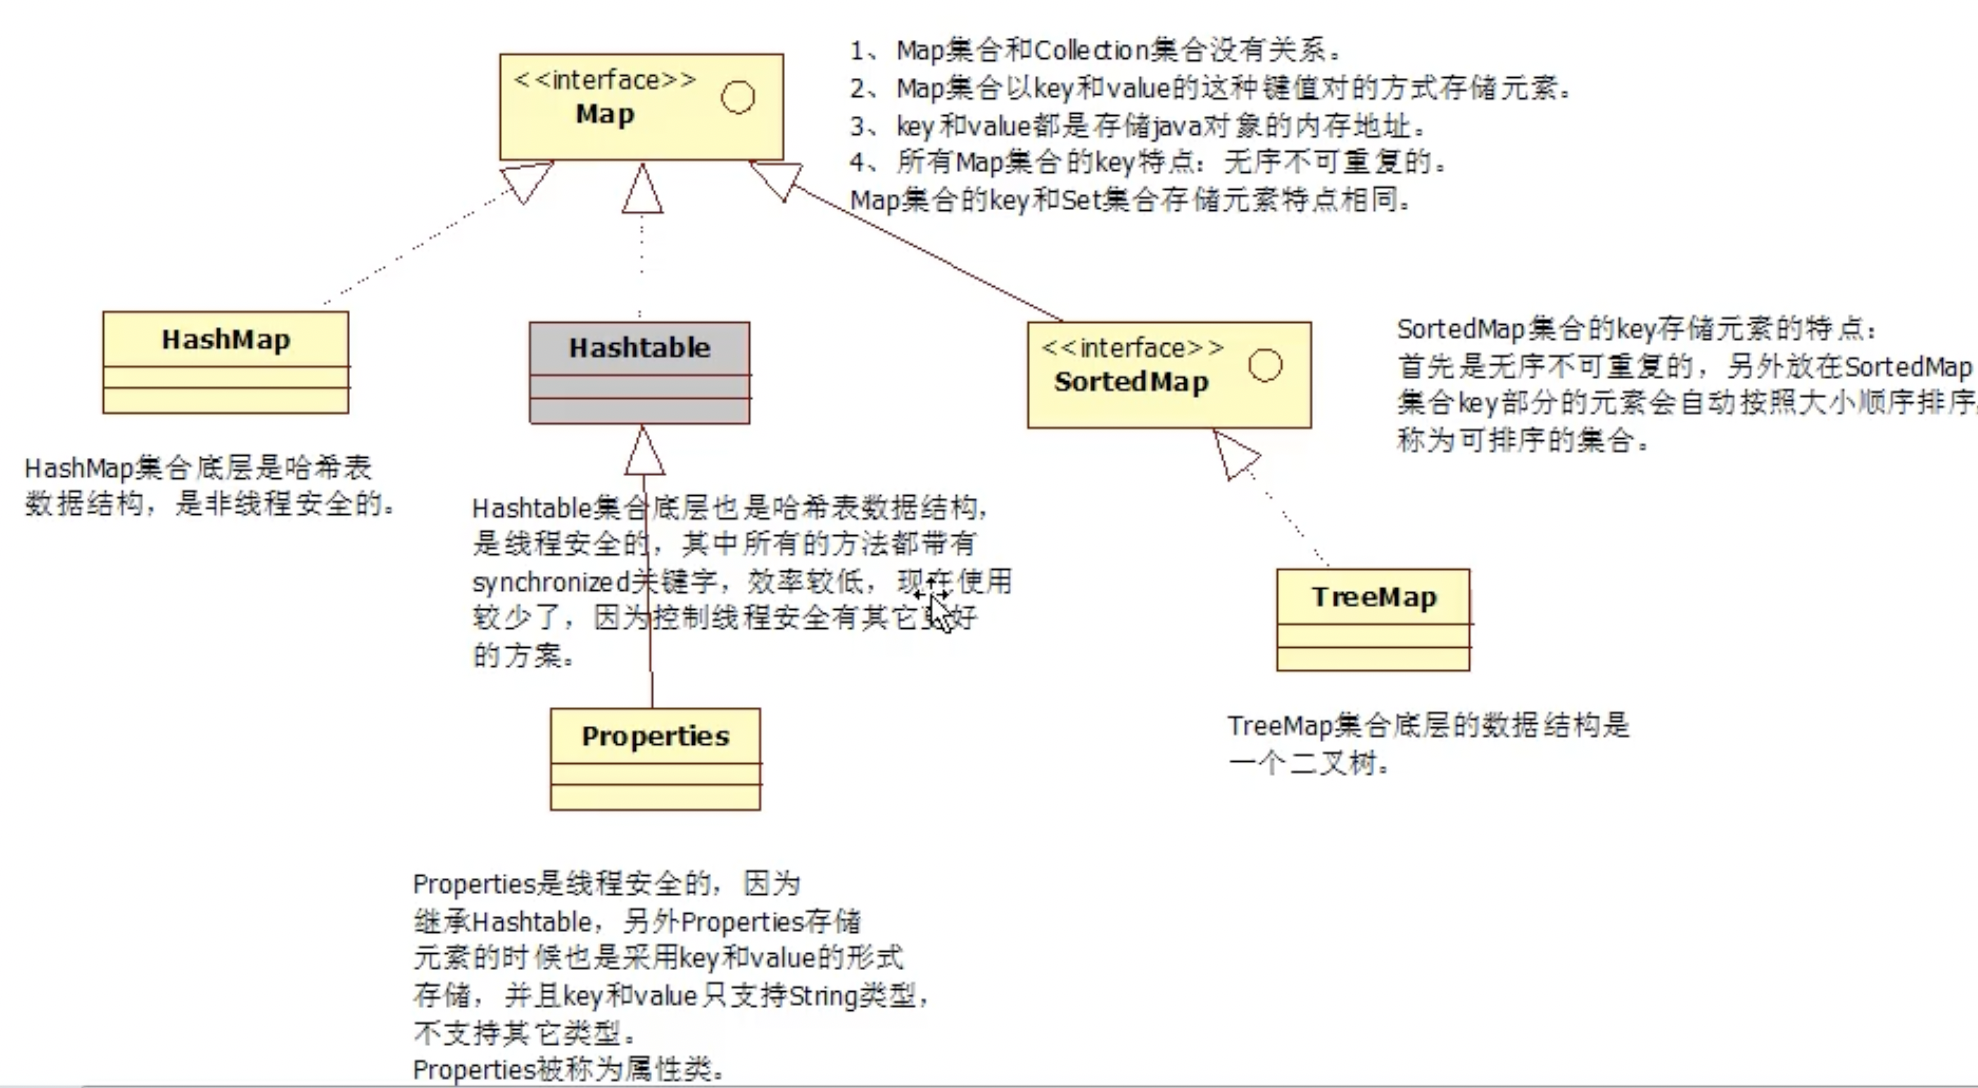 <<interface>>
Map
1、Map集合和Collection集合没有关系。
2、Map集合以key和value的这种键值对的方式存储元素。
3、key和value都是存储java对象的内存地址。
4、所有Map集合的key特点：无序不可重复的。
Map集合的key和Set集合存储元素特点相同。
HashMap
HashMap集合底层是哈希表
数据结构，是非线程安全的。
Hashtable
Hashtable集合底层也是哈希表数据结构，
是线程安全的，其中所有的方法都带有
synchronized关键字，效率较低，现在使用
较少了，因为控制线程安全有其它更好
的方案。
<<interface>>
SortedMap
SortedMap集合的key存储元素的特点：
首先是无序不可重复的，另外放在SortedMap
集合key部分的元素会自动按照大小顺序排序，
称为可排序的集合。
TreeMap
TreeMap集合底层的数据结构是
一个二叉树。
Properties
Properties是线程安全的，因为
继承Hashtable，另外Properties存储
元素的时候也是采用key和value的形式
存储，并且key和value只支持String类型，
不支持其它类型。
Properties被称为属性类。